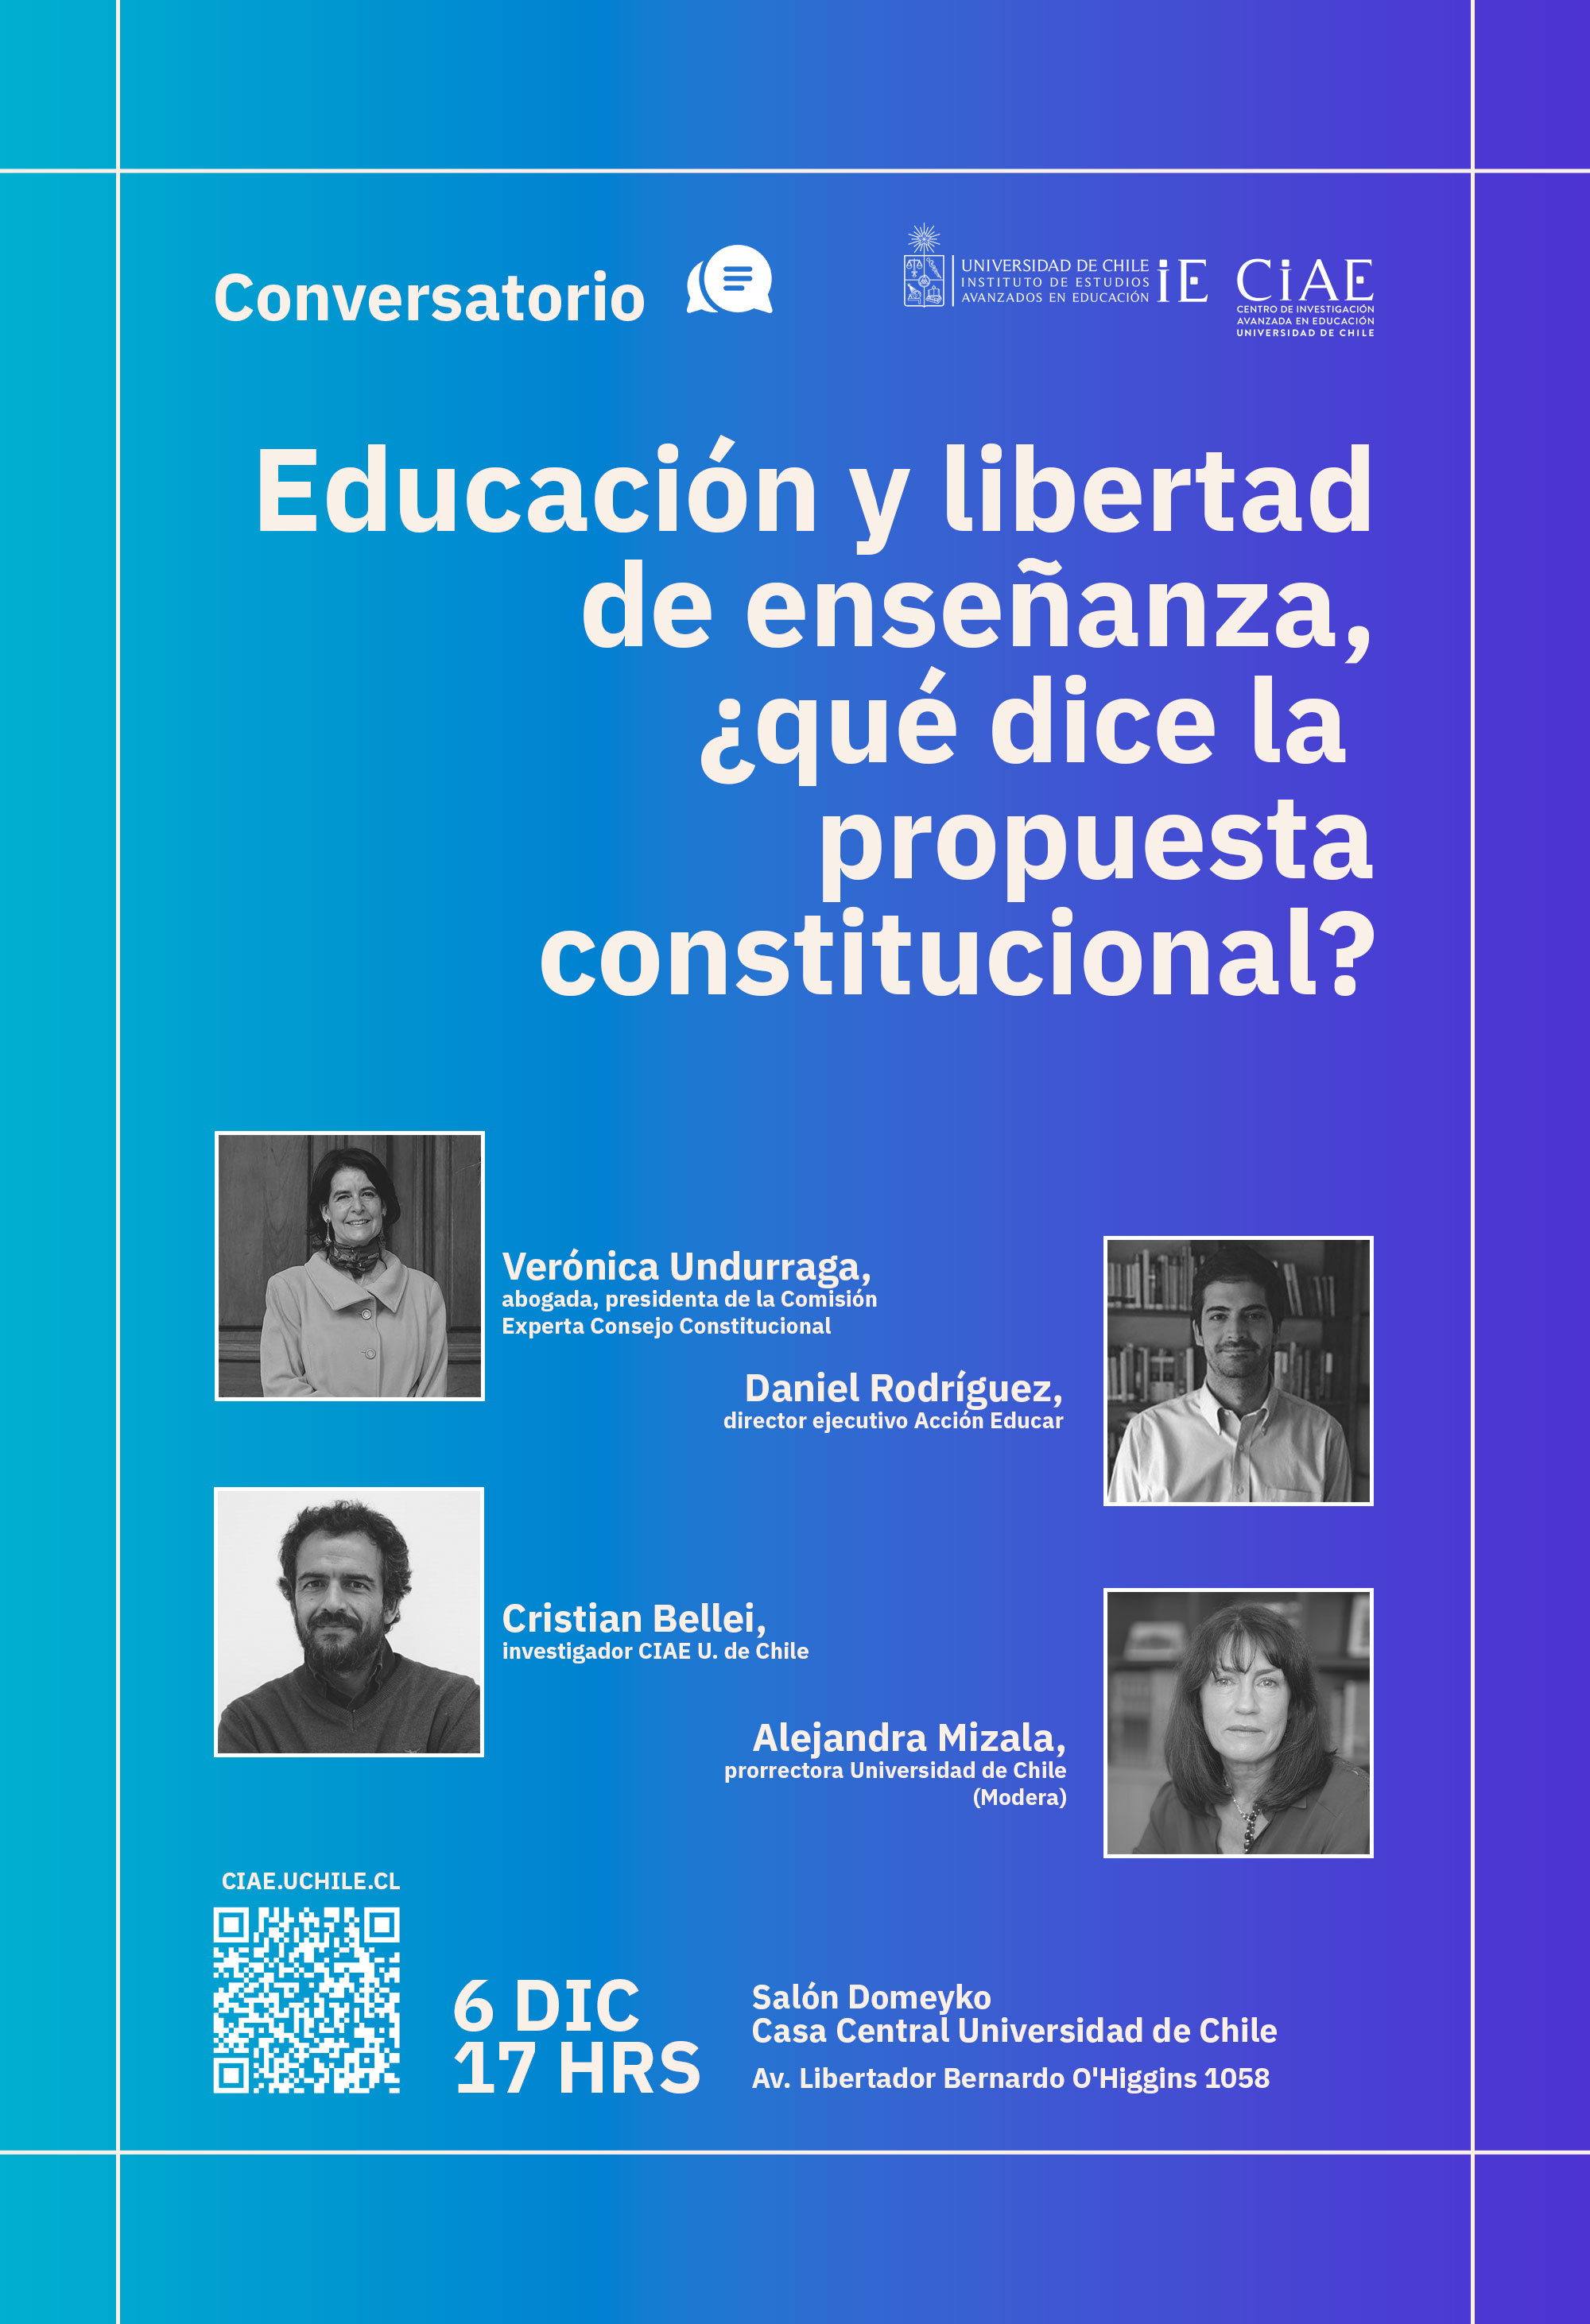 Conversatorio
UNIVERSIDAD DE CHILE
INSTITUTO DE ESTUDIOS
AVANZADOS EN EDUCACIÓN
iE
CiAE
CENTRO DE INVESTIGACIÓN
AVANZADA EN EDUCACIÓN
UNIVERSIDAD DE CHILE
Educación y libertad
de enseñanza,
¿qué dice la
propuesta
constitucional?
Verónica Undurraga,
abogada, presidenta de la Comisión
Experta Consejo Constitucional
Daniel Rodríguez,
director ejecutivo Acción Educar
Cristian Bellei,
investigador CIAE U. de Chile
Alejandra Mizala,
prorrectora Universidad de Chile
(Modera)
CIAE.UCHILE.CL
6 DIC
17 HRS
Salón Domeyko
Casa Central Universidad de Chile
Av. Libertador Bernardo O'Higgins 1058